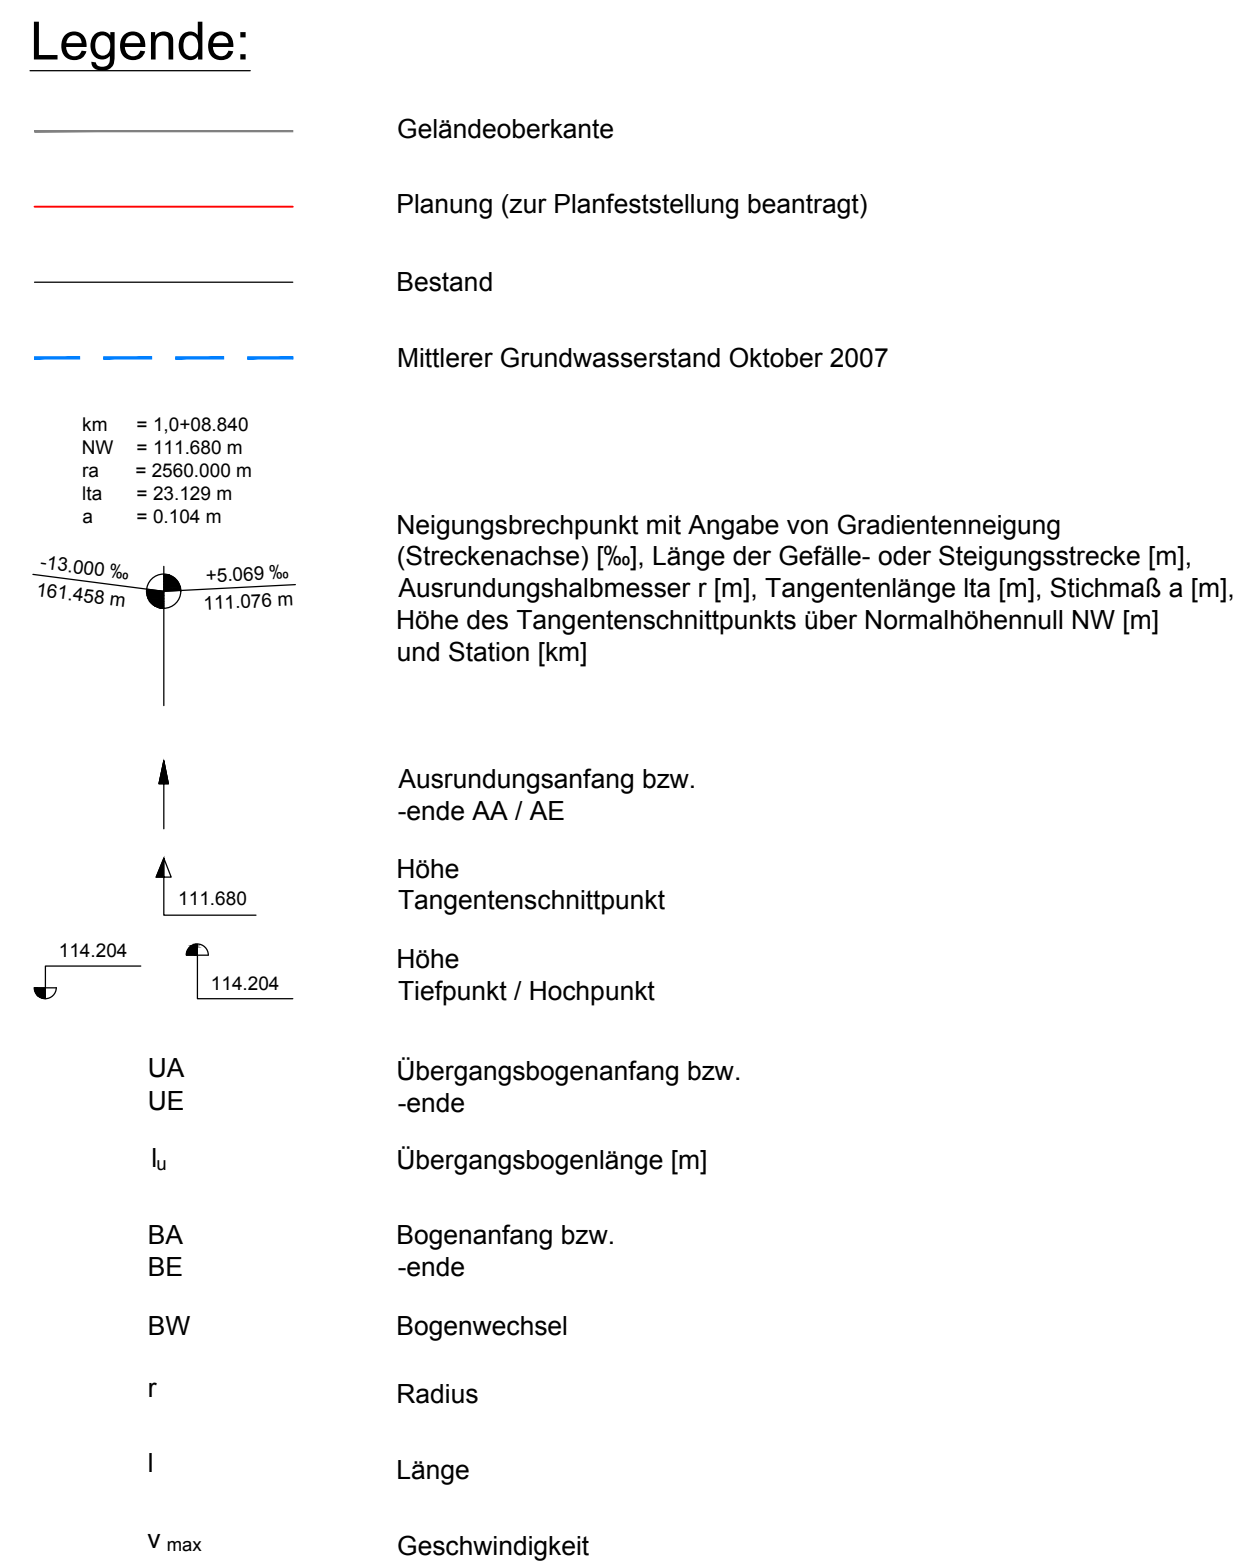 Legende:
Geländeoberkante
Planung (zur Planfeststellung beantragt)
Bestand
Mittlerer Grundwasserstand Oktober 2007
km = 1,0+08.840
NW = 111.680 m
ra = 2560.000 m
lta = 23.129 m
a = 0.104 m
-13.000 ‰
161.458 m
+5.069 ‰
111.076 m
Neigungsbrechpunkt mit Angabe von Gradientenneigung
(Streckenachse) [‰], Länge der Gefälle- oder Steigungsstrecke [m],
Ausrundungshalbmesser r [m], Tangentenlänge lta [m], Stichmaß a [m],
Höhe des Tangentenschnittpunkts über Normalhöhennull NW [m]
und Station [km]
Ausrundungsanfang bzw.
-ende AA / AE
111.680
Höhe
Tangentenschnittpunkt
114.204
114.204
Höhe
Tiefpunkt / Hochpunkt
UA
UE
Übergangsbogenanfang bzw.
-ende
lu
Übergangsbogenlänge [m]
BA
BE
Bogenanfang bzw.
-ende
BW
Bogenwechsel
r
Radius
l
Länge
v max
Geschwindigkeit